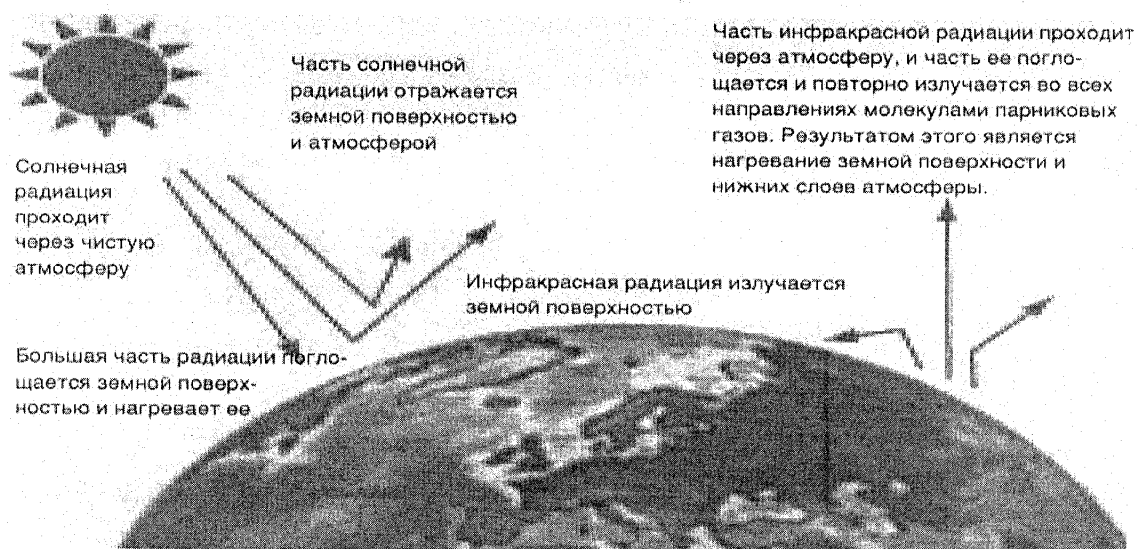 Солнечная
радиация
проходит
через чистую
атмосферу
Часть солнечной
радиации отражается
земной поверхностью
и атмосферой
Часть инфракрасной радиации проходит
через атмосферу, и часть ее погло-
щается и повторно излучается во всех
направлениях молекулами парниковых
газов. Результатом этого является
нагревание земной поверхности и
нижних слоев атмосферы.
Инфракрасная радиация излучается
земной поверхностью
Большая часть радиации погло-
щается земной поверх-
ностью и нагревает ее